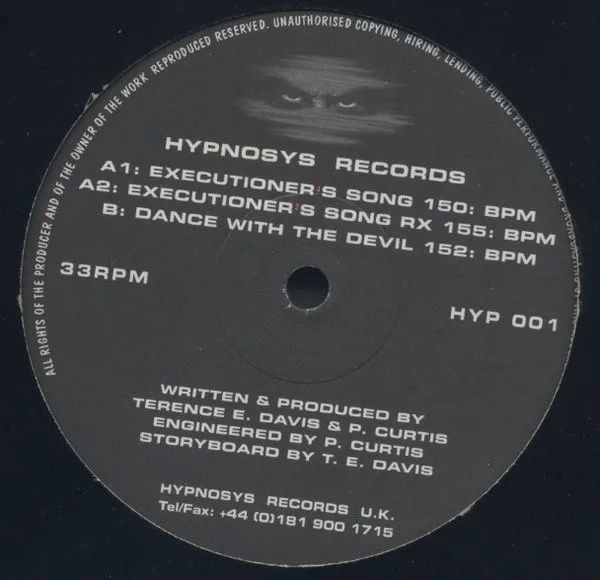 ALL RIGHTS OF THE PRODUCER AND OF THE OWNER OF THE WORK REPRODUCED RESERVED. UNAUTHORISED COPYING, HIRING, LENDING, PUBLIC PERFORMANCE AND
HYPNOSYS RECORDS
A1: EXECUTIONER'S SONG 150: BPM
A2: EXECUTIONER'S SONG RX 155: BPM
B: DANCE WITH THE DEVIL 152: BPM
33RPM
HYP 001
WRITTEN & PRODUCED BY
TERENCE E. DAVIS & P. CURTIS
ENGINEERED BY P. CURTIS
STORYBOARD BY T. E. DAVIS
HYPNOSYS RECORDS U.K.
Tel/Fax: +44 (0)181 900 1715